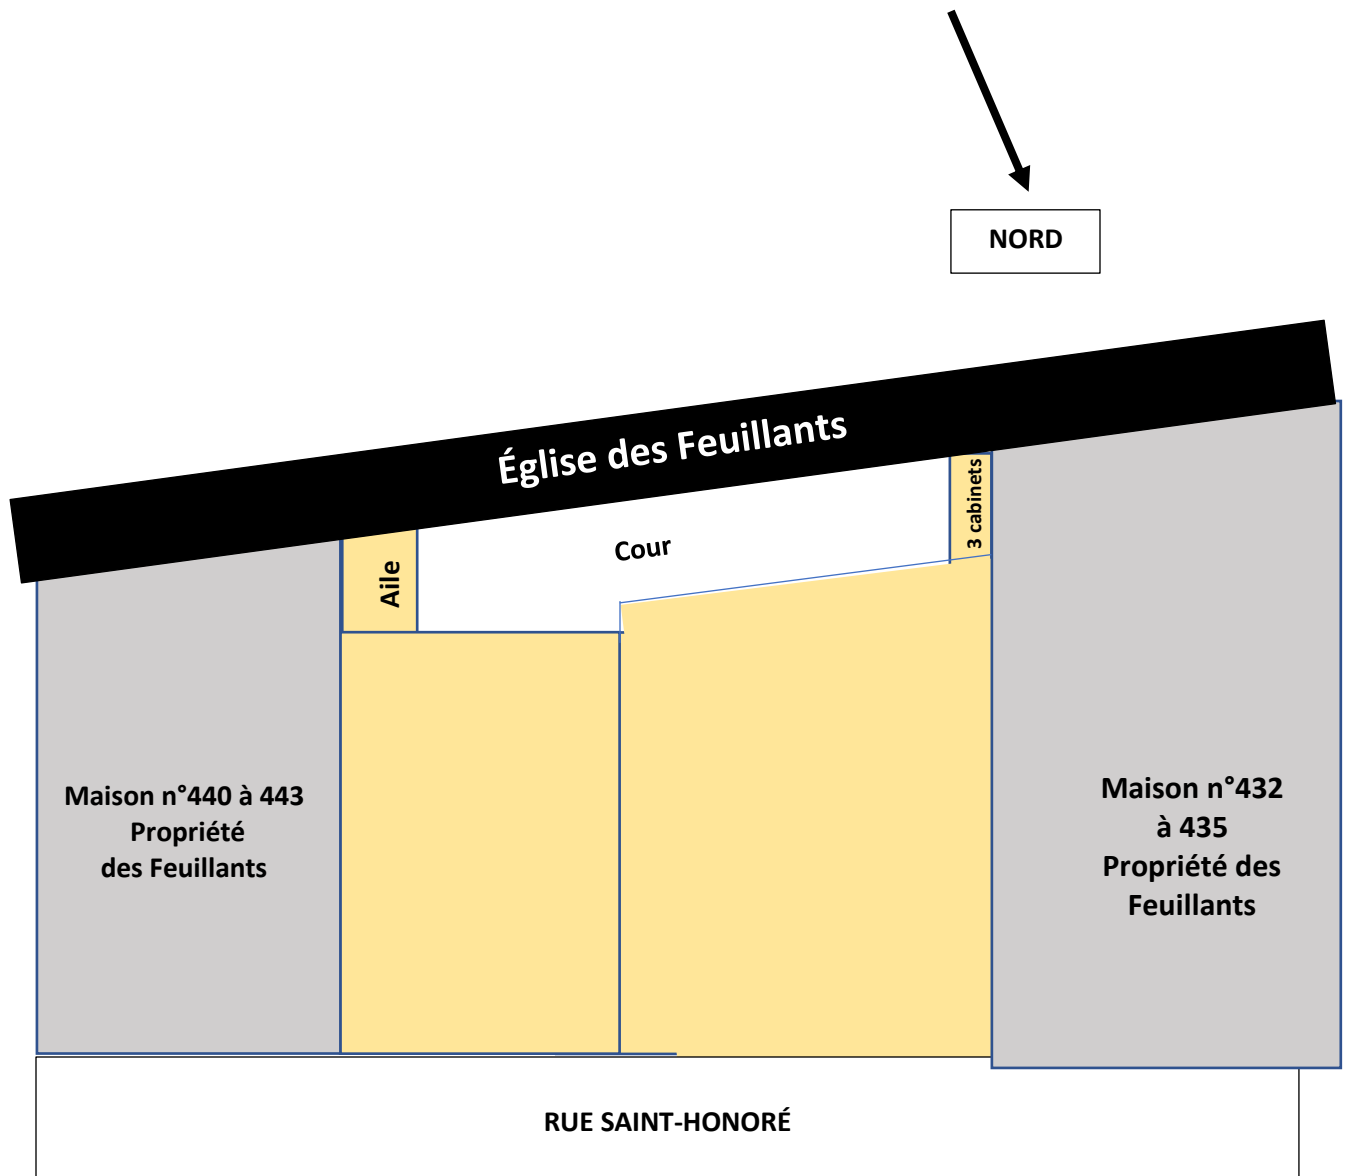 NORD
Église des Feuillants
3 cabinets
Cour
Aile
Maison n°440 à 443
Propriété
des Feuillants
Maison n°432
à 435
Propriété des
Feuillants
RUE SAINT-HONORÉ